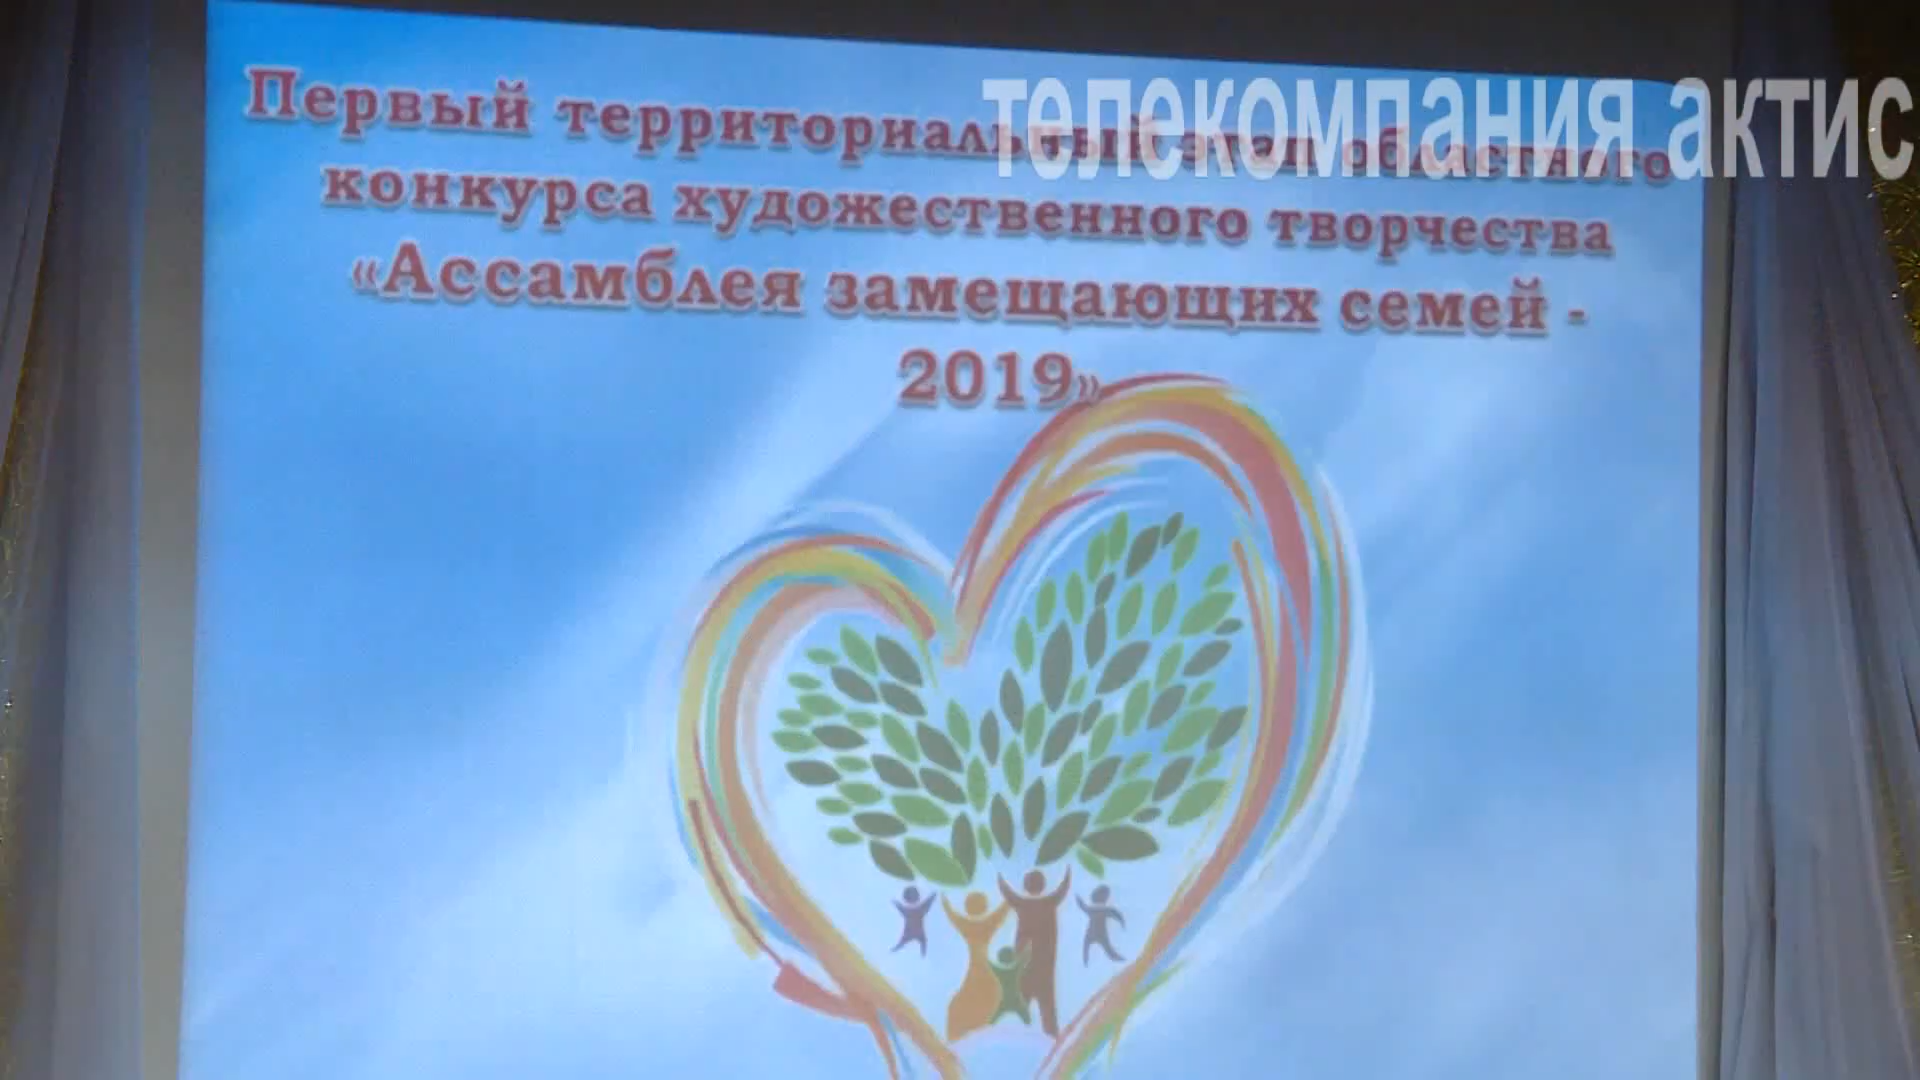 телекомпания актис
Первый территориальный этап областного
конкурса художественного творчества
«Ассамблея замещающих семей -
2019»